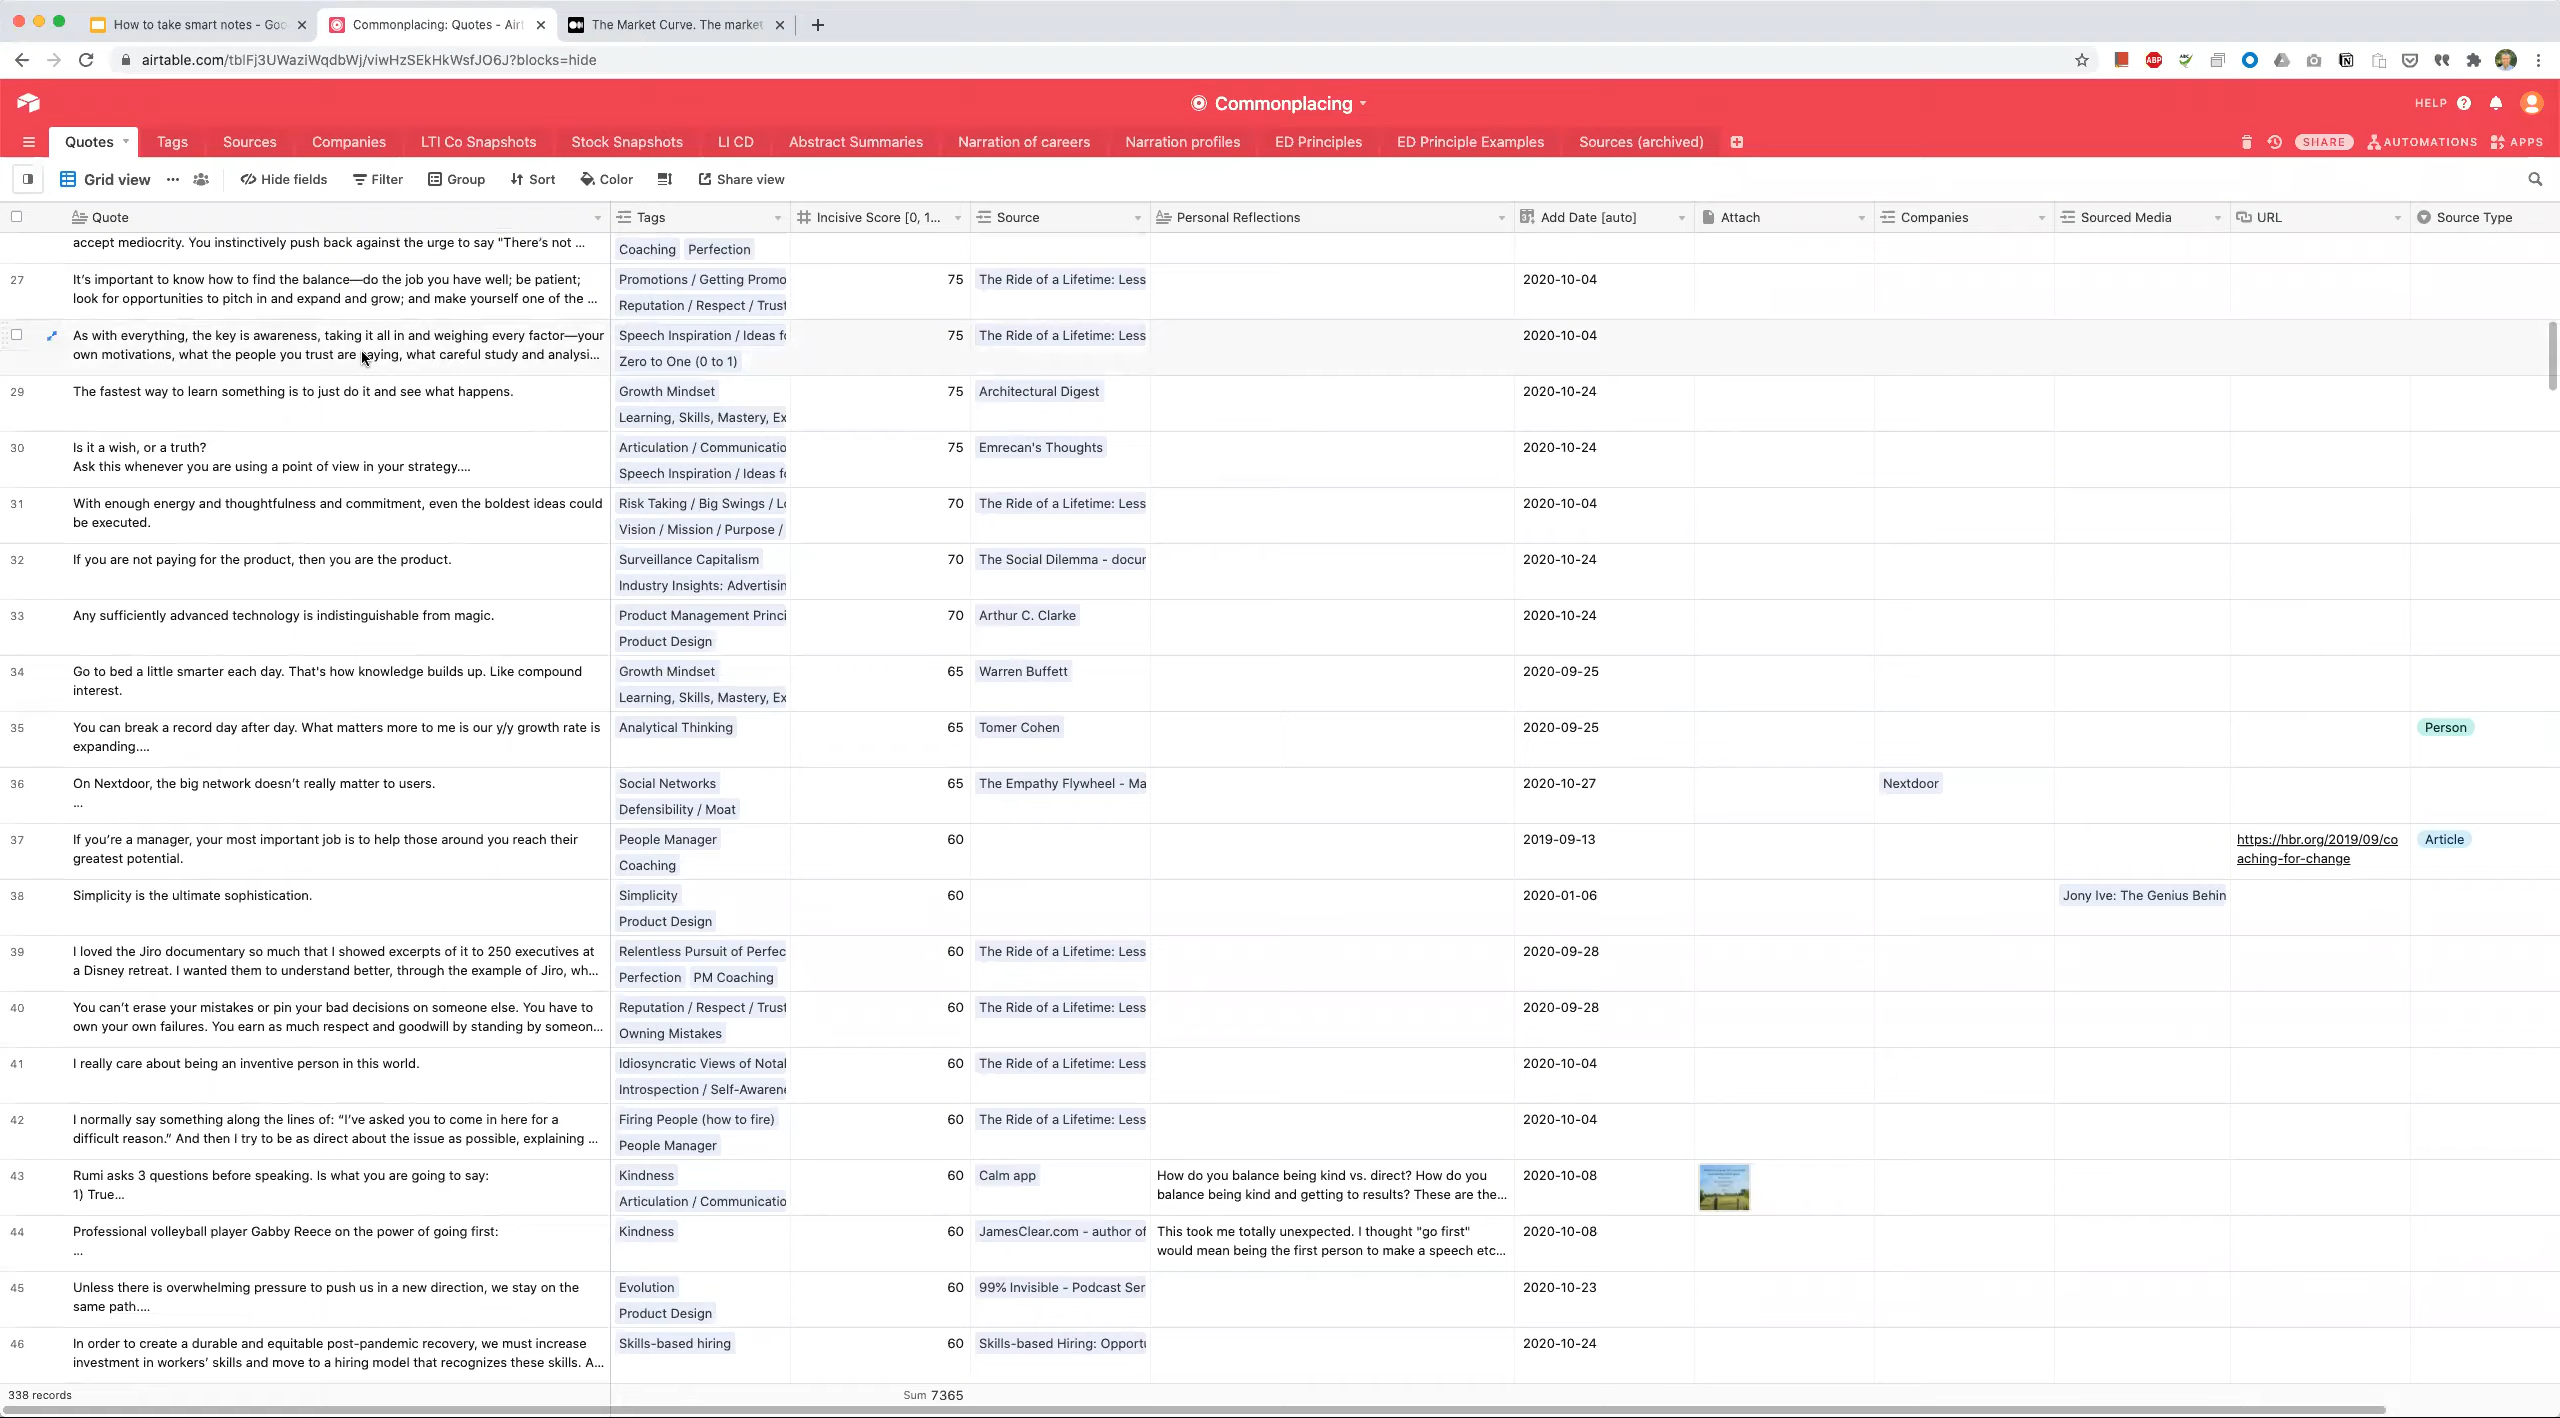 How to take smart notes - Goo
Commonplacing: Quotes - Airt
The Market Curve. The market
airtable.com/tblFj3UWaziWqdbWj/viwHzSEkHkWsfJO6J?blocks=hide
Commonplacing
HELP
Quotes
Tags
Sources
Companies
LTI Co Snapshots
Stock Snapshots
LI CD
Abstract Summaries
Narration of careers
Narration profiles
ED Principles
ED Principle Examples
Sources (archived)
SHARE
AUTOMATIONS
APPS
Grid view
Hide fields
Filter
Group
Sort
Color
Share view
Quote
Tags
Incisive Score [0, 1...
Source
Personal Reflections
Add Date [auto]
Attach
Companies
Sourced Media
URL
Source Type
accept mediocrity. You instinctively push back against the urge to say "There's not ...
Coaching Perfection
27
It's important to know how to find the balance—do the job you have well; be patient;
look for opportunities to pitch in and expand and grow; and make yourself one of the ...
Promotions / Getting Promo
Reputation / Respect / Trust
75
The Ride of a Lifetime: Less
2020-10-04
As with everything, the key is awareness, taking it all in and weighing every factor—your
own motivations, what the people you trust are saying, what careful study and analysi...
Speech Inspiration / Ideas fo
Zero to One (0 to 1)
75
The Ride of a Lifetime: Less
2020-10-04
29
The fastest way to learn something is to just do it and see what happens.
Growth Mindset
Learning, Skills, Mastery, Ex
75
Architectural Digest
2020-10-24
30
Is it a wish, or a truth?
Ask this whenever you are using a point of view in your strategy....
Articulation / Communicatio
Speech Inspiration / Ideas fo
75
Emrecan's Thoughts
2020-10-24
31
With enough energy and thoughtfulness and commitment, even the boldest ideas could
be executed.
Risk Taking / Big Swings / Lo
Vision / Mission / Purpose /
70
The Ride of a Lifetime: Less
2020-10-04
32
If you are not paying for the product, then you are the product.
Surveillance Capitalism
Industry Insights: Advertisin
70
The Social Dilemma - docur
2020-10-24
33
Any sufficiently advanced technology is indistinguishable from magic.
Product Management Princi
Product Design
70
Arthur C. Clarke
2020-10-24
34
Go to bed a little smarter each day. That's how knowledge builds up. Like compound
interest.
Growth Mindset
Learning, Skills, Mastery, Ex
65
Warren Buffett
2020-09-25
35
You can break a record day after day. What matters more to me is our y/y growth rate is
expanding....
Analytical Thinking
65
Tomer Cohen
2020-09-25
Person
36
On Nextdoor, the big network doesn't really matter to users.
...
Social Networks
Defensibility / Moat
65
The Empathy Flywheel - Ma
2020-10-27
Nextdoor
37
If you're a manager, your most important job is to help those around you reach their
greatest potential.
People Manager
Coaching
60
2019-09-13
https://hbr.org/2019/09/co
aching-for-change
Article
38
Simplicity is the ultimate sophistication.
Simplicity
Product Design
60
2020-01-06
Jony Ive: The Genius Behin
39
I loved the Jiro documentary so much that I showed excerpts of it to 250 executives at
a Disney retreat. I wanted them to understand better, through the example of Jiro, wh...
Relentless Pursuit of Perfec
Perfection PM Coaching
60
The Ride of a Lifetime: Less
2020-09-28
40
You can't erase your mistakes or pin your bad decisions on someone else. You have to
own your own failures. You earn as much respect and goodwill by standing by someon...
Reputation / Respect / Trust
Owning Mistakes
60
The Ride of a Lifetime: Less
2020-09-28
41
I really care about being an inventive person in this world.
Idiosyncratic Views of Notal
Introspection / Self-Awarene
60
The Ride of a Lifetime: Less
2020-10-04
42
I normally say something along the lines of: “I've asked you to come in here for a
difficult reason.” And then I try to be as direct about the issue as possible, explaining ...
Firing People (how to fire)
People Manager
60
The Ride of a Lifetime: Less
2020-10-04
43
Rumi asks 3 questions before speaking. Is what you are going to say:
1) True...
Kindness
Articulation / Communicatio
60
Calm app
How do you balance being kind vs. direct? How do you
balance being kind and getting to results? These are the...
2020-10-08
44
Professional volleyball player Gabby Reece on the power of going first:
...
Kindness
60
JamesClear.com - author of
This took me totally unexpected. I thought "go first"
would mean being the first person to make a speech etc...
2020-10-08
45
Unless there is overwhelming pressure to push us in a new direction, we stay on the
same path....
Evolution
Product Design
60
99% Invisible - Podcast Ser
2020-10-23
46
In order to create a durable and equitable post-pandemic recovery, we must increase
investment in workers' skills and move to a hiring model that recognizes these skills. A...
Skills-based hiring
60
Skills-based Hiring: Opportu
2020-10-24
338 records
Sum 7365